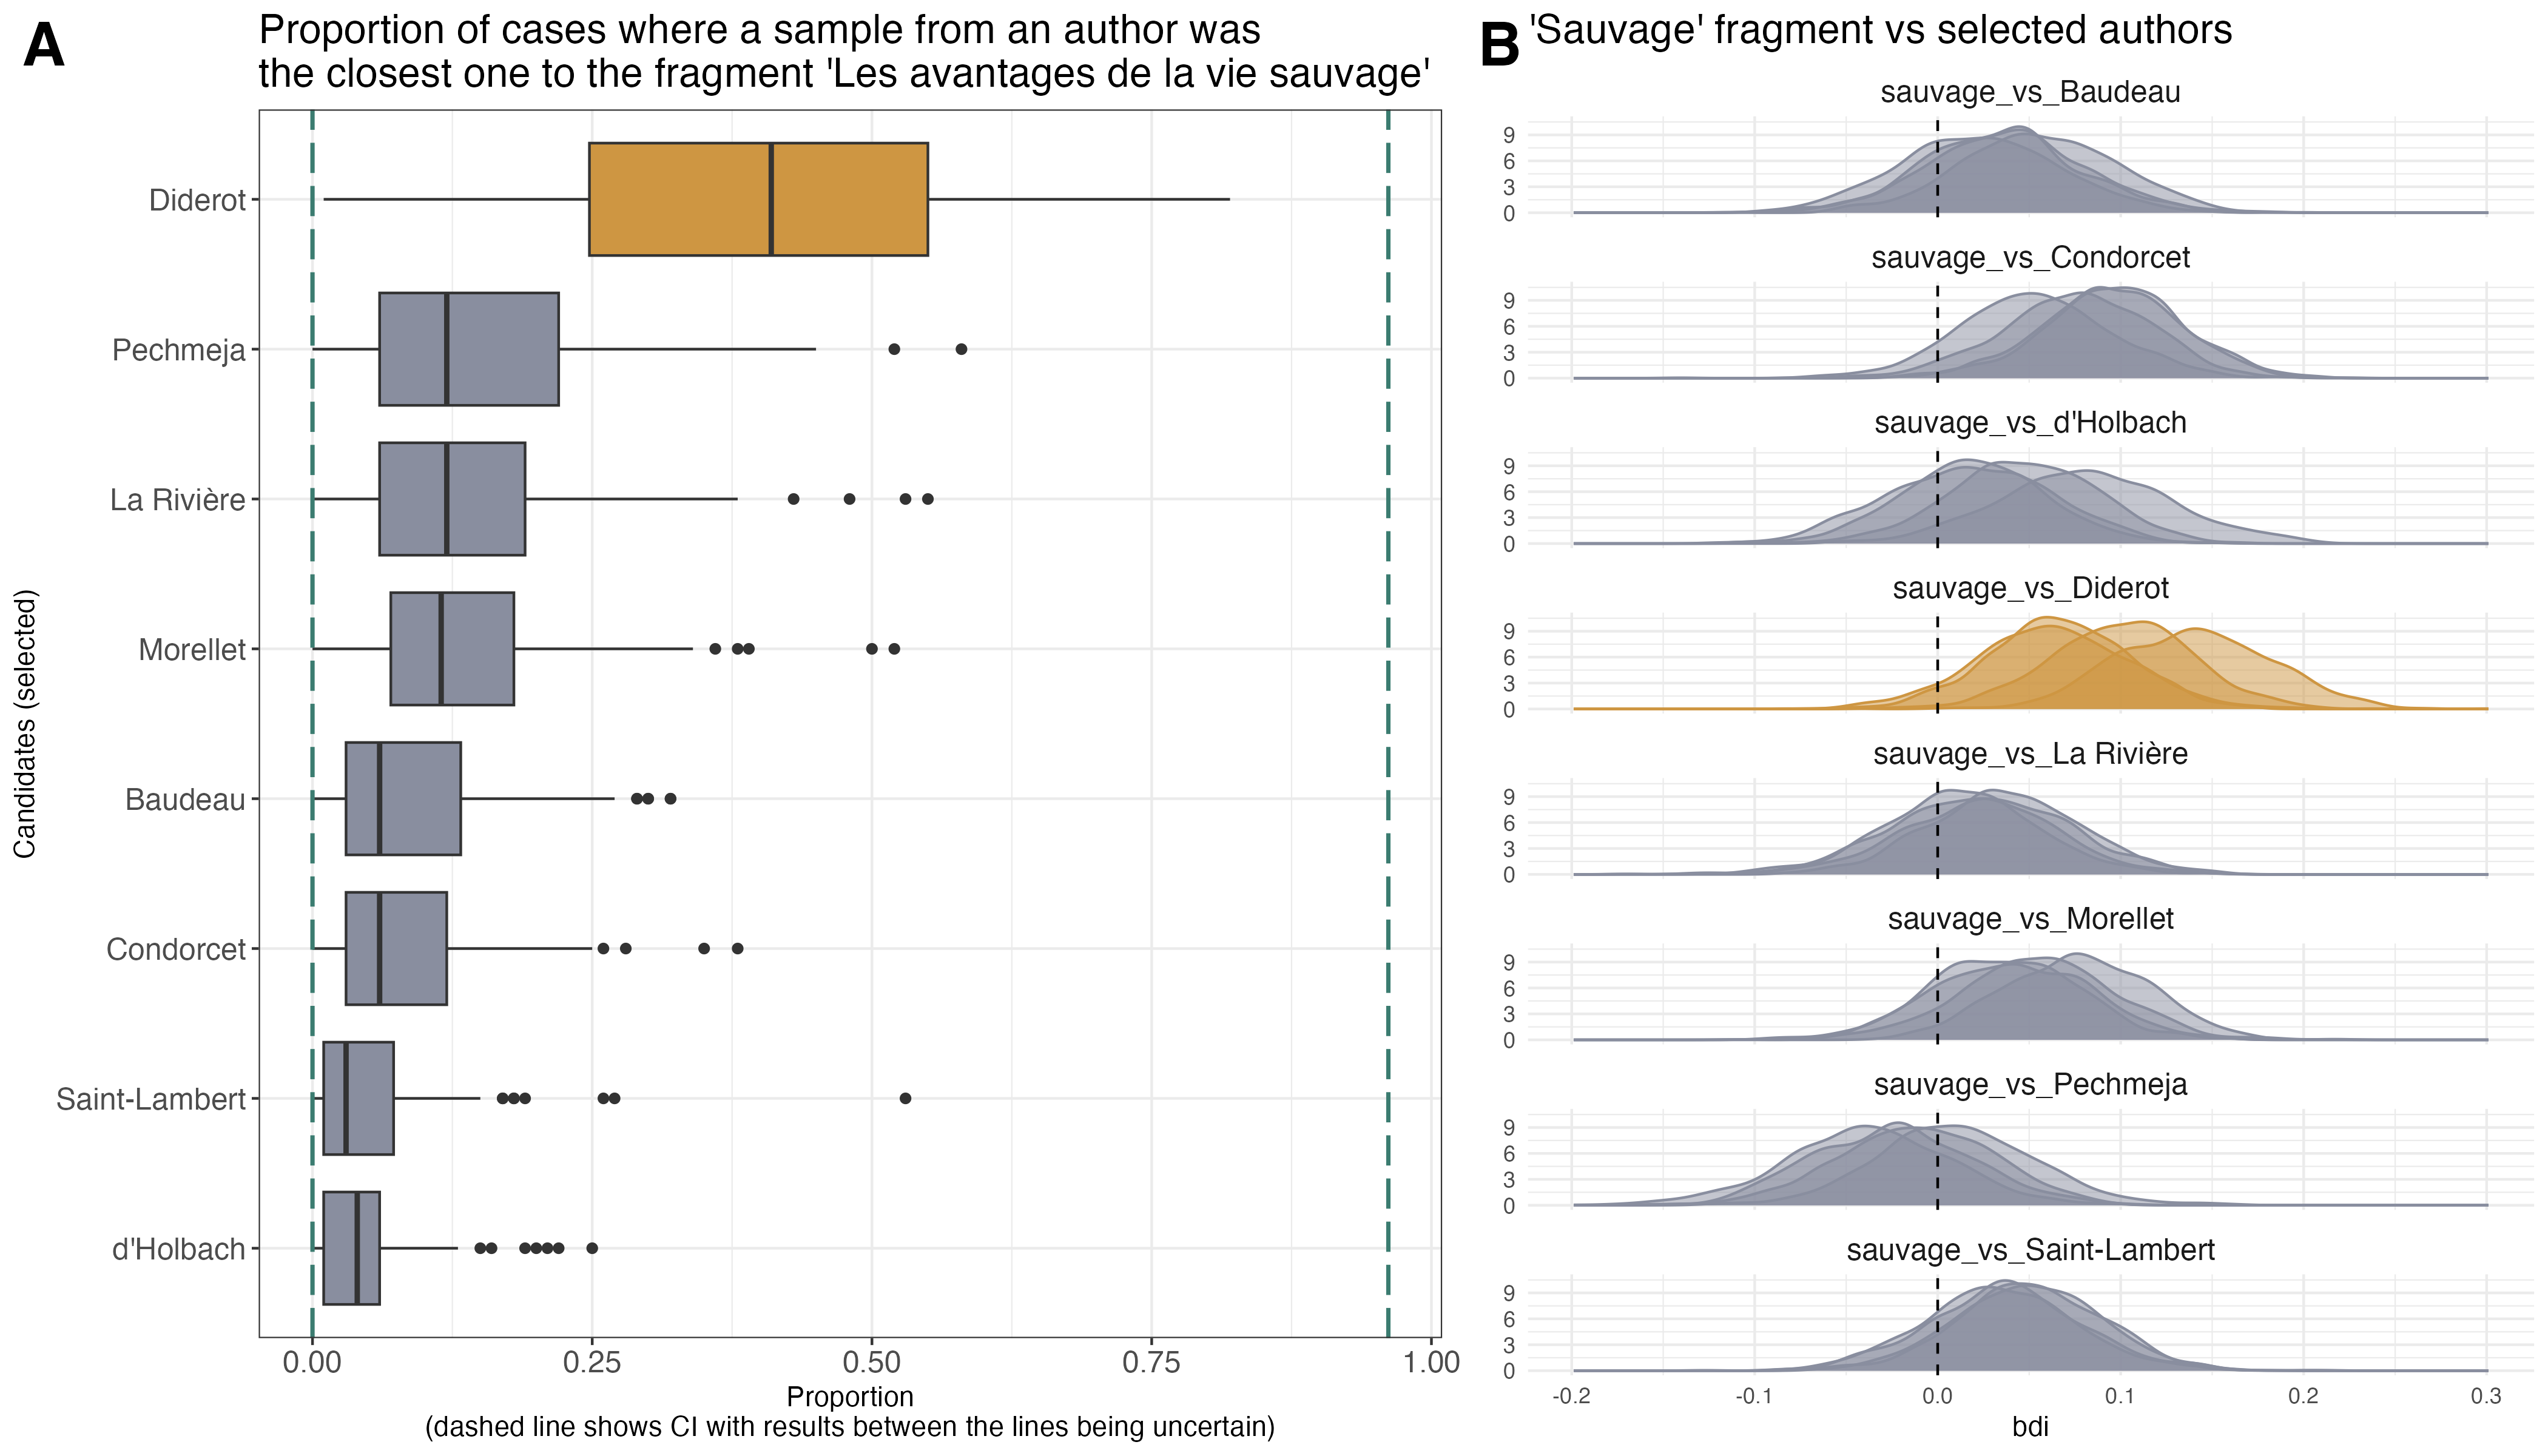 A
Proportion of cases where a sample from an author was
the closest one to the fragment 'Les avantages de la vie sauvage'
Candidates (selected)
Diderot
Pechmeja
La Rivière
Morellet
Baudeau
Condorcet
Saint-Lambert
d'Holbach
0.00 0.25 0.50 0.75 1.00
Proportion
(dashed line shows CI with results between the lines being uncertain)
B
'Sauvage' fragment vs selected authors
sauvage_vs_Baudeau
9
6
3
0
sauvage_vs_Condorcet
9
6
3
0
sauvage_vs_d'Holbach
9
6
3
0
sauvage_vs_Diderot
9
6
3
0
sauvage_vs_La Rivière
9
6
3
0
sauvage_vs_Morellet
9
6
3
0
sauvage_vs_Pechmeja
9
6
3
0
sauvage_vs_Saint-Lambert
9
6
3
0
-0.2 -0.1 0.0 0.1 0.2 0.3
bdi